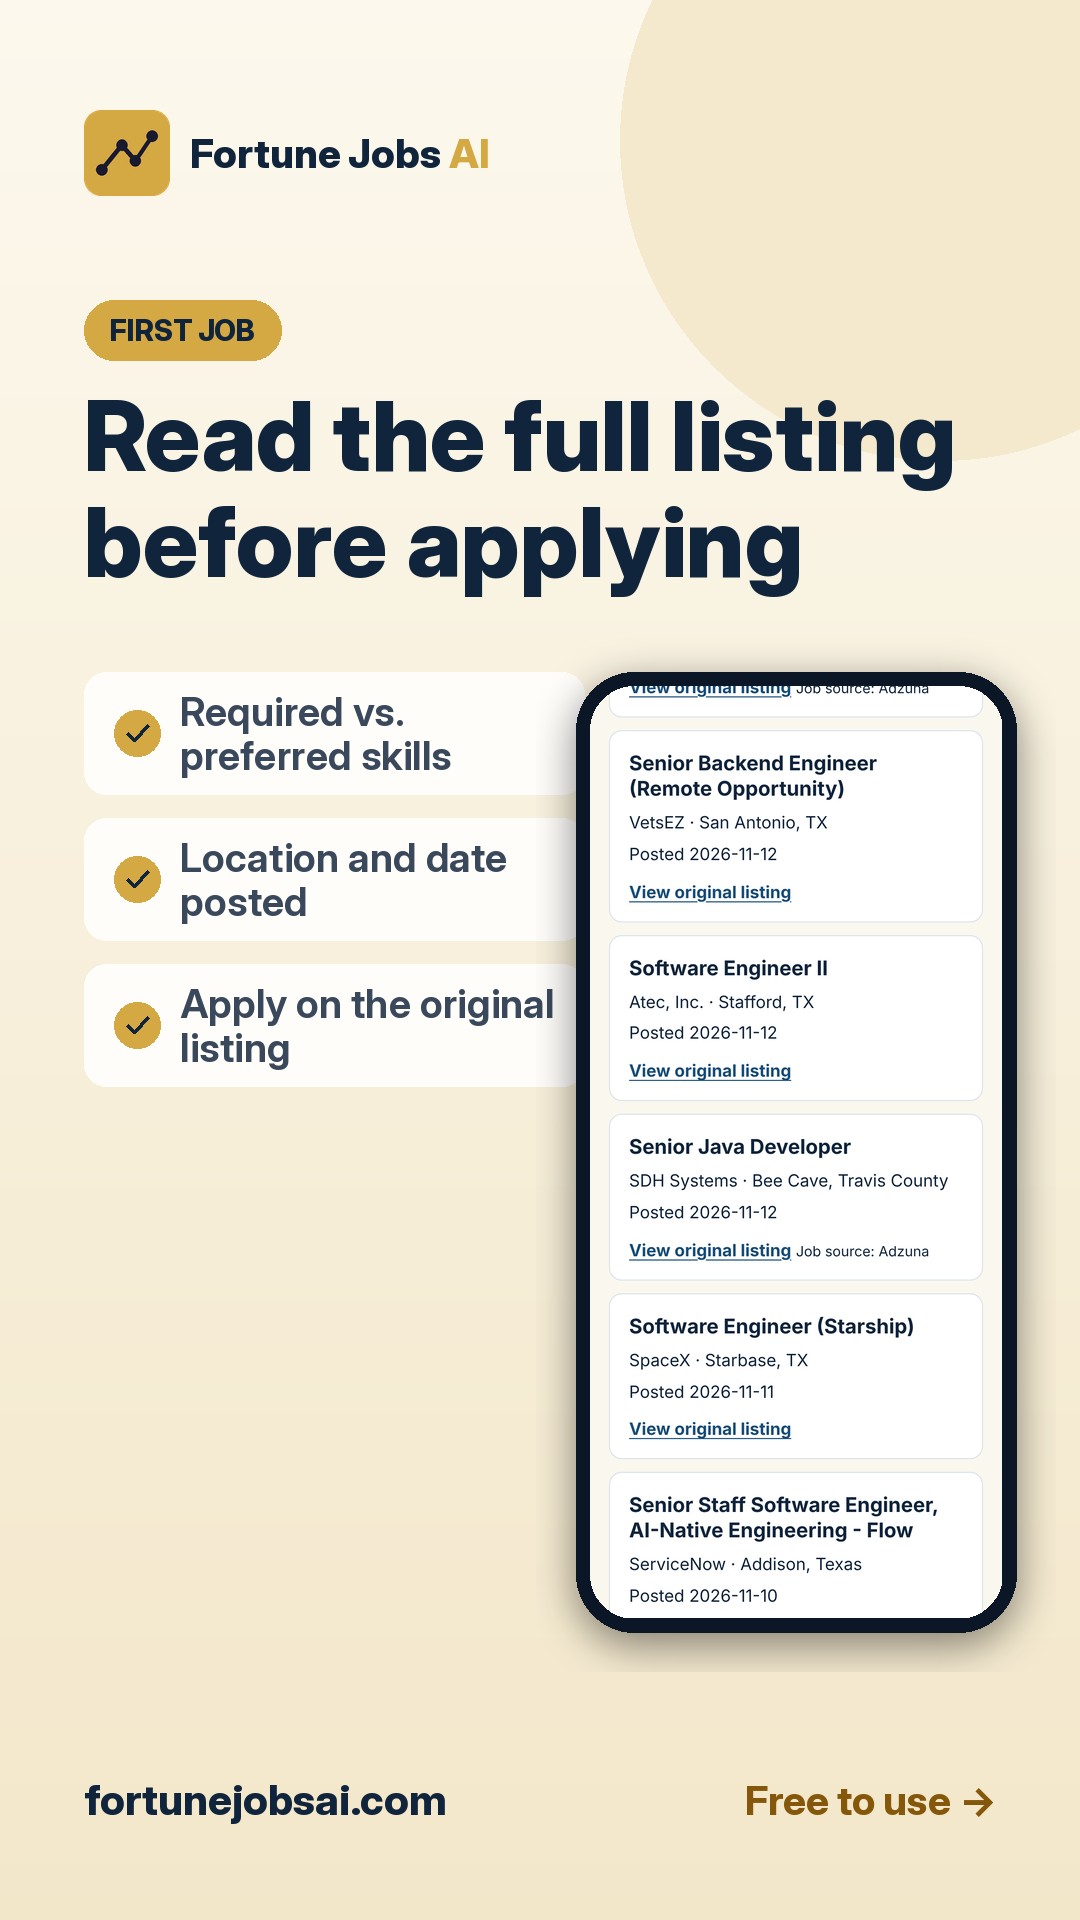 Fortune Jobs AI
FIRST JOB
Read the full listing
before applying
Required vs.
preferred skills
Location and date
posted
Apply on the original
listing
View original listing Job source: Adzuna
Senior Backend Engineer
(Remote Opportunity)
VetsEZ · San Antonio, TX
Posted 2026-11-12
View original listing
Software Engineer II
Atec, Inc. · Stafford, TX
Posted 2026-11-12
View original listing
Senior Java Developer
SDH Systems · Bee Cave, Travis County
Posted 2026-11-12
View original listing Job source: Adzuna
Software Engineer (Starship)
SpaceX · Starbase, TX
Posted 2026-11-11
View original listing
Senior Staff Software Engineer,
AI-Native Engineering - Flow
ServiceNow · Addison, Texas
Posted 2026-11-10
fortunejobsai.com
Free to use →